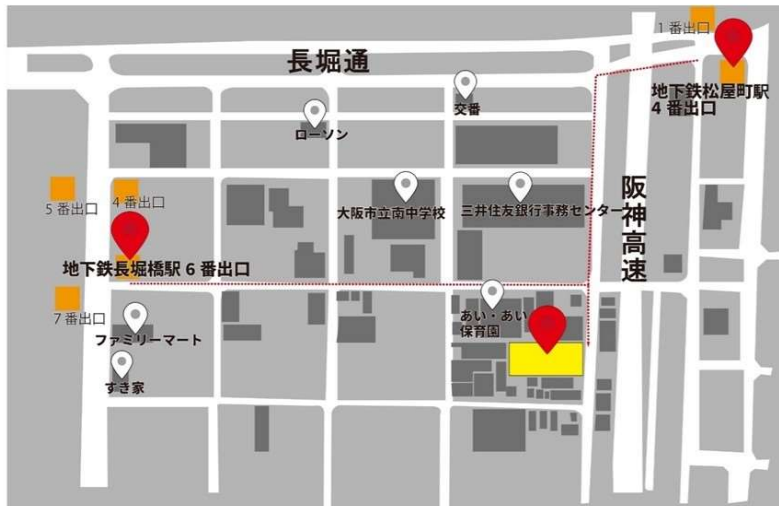 1 番出口
長堀通
地下鉄松屋町駅
4 番出口
交番
ローソン
5 番出口
4 番出口
大阪市立南中学校
三井住友銀行事務センター
阪神高速
地下鉄長堀橋駅 6 番出口
7 番出口
ファミリーマート
あい・あい
保育園
すき家